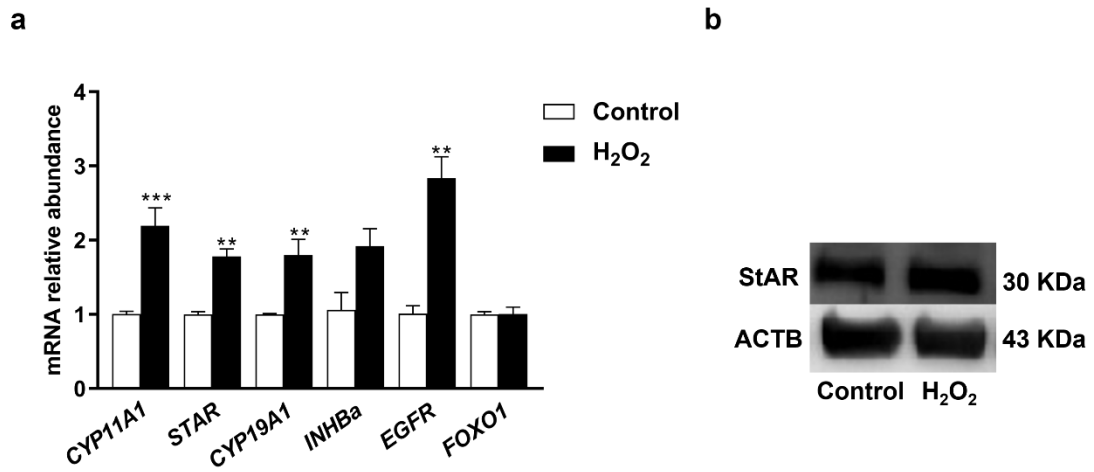 a
b
mRNA relative abundance
4
3
2
1
0
***
**
**
**
Control
H₂O₂
CYP11A1
STAR
CYP19A1
INHBa
EGFR
FOXO1
StAR
30 KDa
ACTB
43 KDa
Control H₂O₂